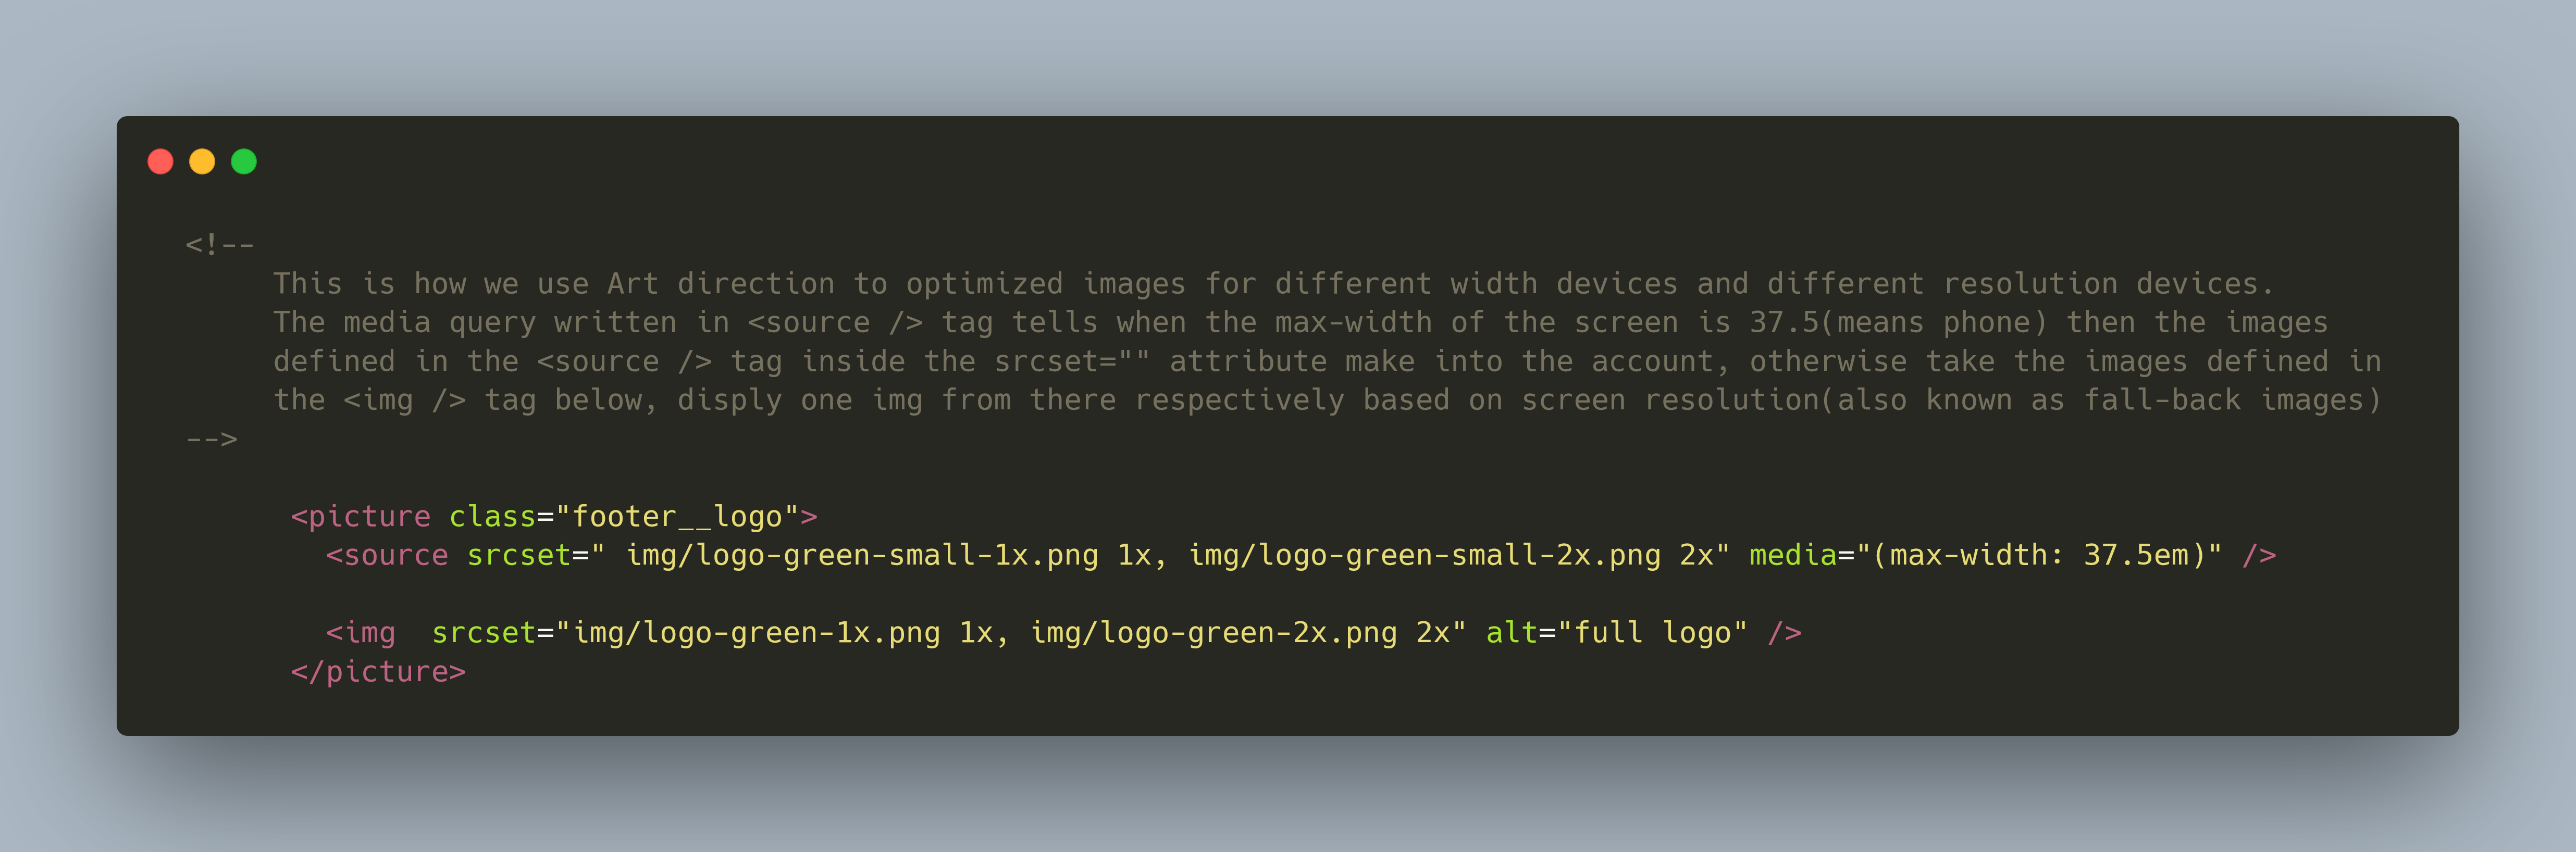 <!--
This is how we use Art direction to optimized images for different width devices and different resolution devices.
The media query written in <source /> tag tells when the max-width of the screen is 37.5(means phone) then the images
defined in the <source /> tag inside the srcset="" attribute make into the account, otherwise take the images defined in
the <img /> tag below, disply one img from there respectively based on screen resolution(also known as fall-back images)
-->
<picture class="footer__logo">
<source srcset=" img/logo-green-small-1x.png 1x, img/logo-green-small-2x.png 2x" media="(max-width: 37.5em)" />
<img  srcset="img/logo-green-1x.png 1x, img/logo-green-2x.png 2x" alt="full logo" />
</picture>